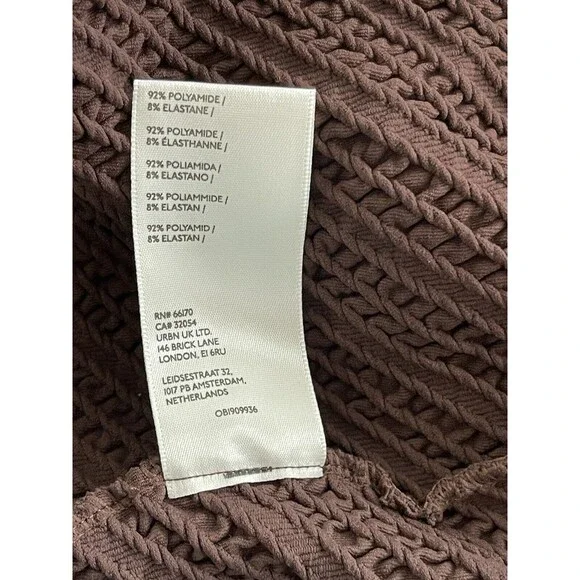 92% POLYAMIDE /
8% ELASTANE /
92% POLYAMIDE /
8% ÉLASTHANNE /
92% POLIAMIDA /
8% ELASTANO /
92% POLIAMMIDE /
8% ELASTAN /
92% POLYAMID /
8% ELASTAN /
RN# 66170
CA# 32054
URBN UK LTD.
146 BRICK LANE
LONDON, E1 6RU
LEIDSESTRAAT 32,
1017 PB AMSTERDAM,
NETHERLANDS
OB1909936